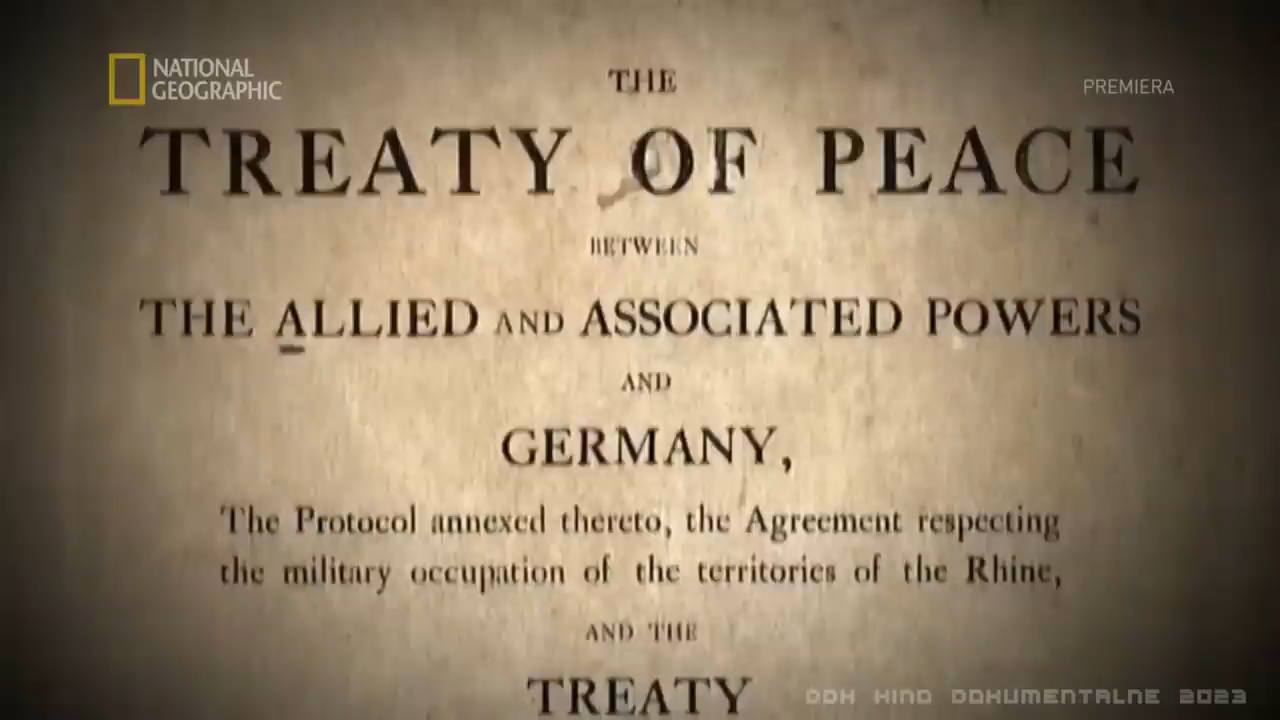 NATIONAL
GEOGRAPHIC
PREMIERA
THE
TREATY OF PEACE
BETWEEN
THE ALLIED AND ASSOCIATED POWERS
AND
GERMANY,
The Protocol annexed thereto, the Agreement respecting
the military occupation of the territories of the Rhine,
AND THE
TREATY
DDK KINO DOKUMENTALNE 2023